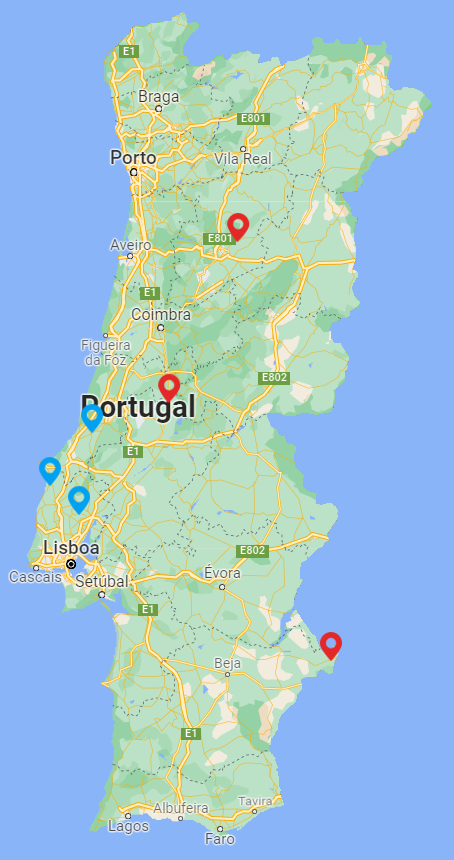 E1
Braga
E801
Porto
Vila Real
E801
Aveiro
E1
Coimbra
Figueira
da Foz
E802
Portugal
E1
Lisboa
E802
Cascais
Setúbal
Évora
E1
Beja
E1
Albufeira
Tavira
Lagos
Faro